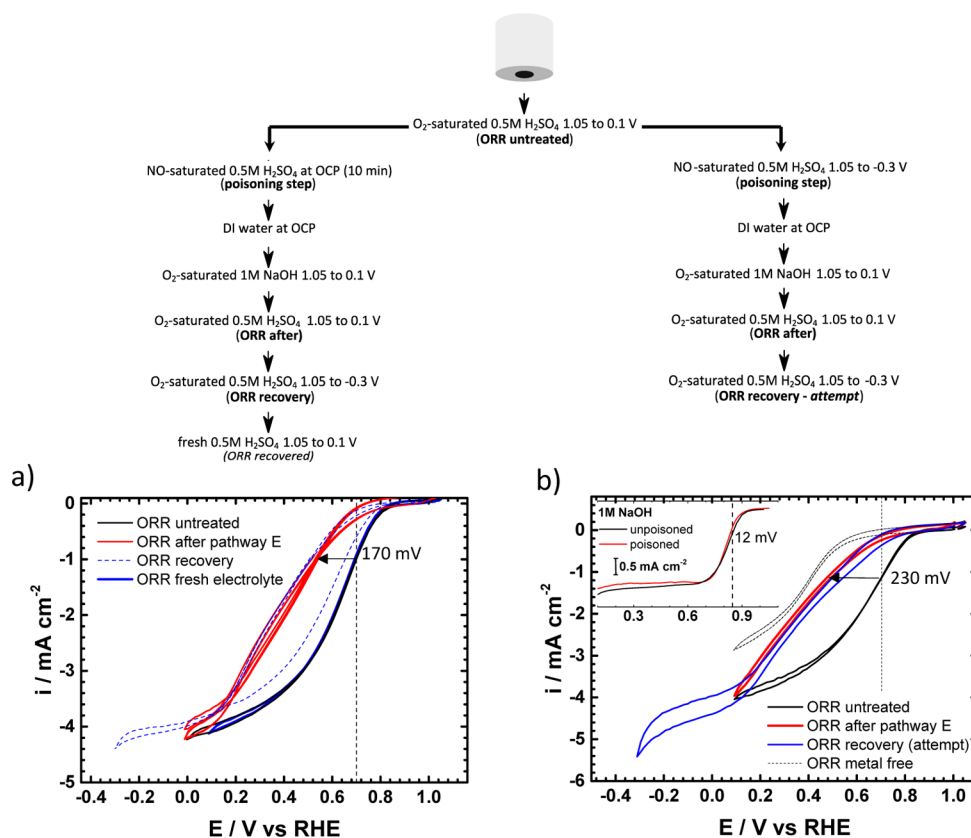 O₂-saturated 0.5M H₂SO₄ 1.05 to 0.1 V
(ORR untreated)
NO-saturated 0.5M H₂SO₄ at OCP (10 min)
(poisoning step)
DI water at OCP
O₂-saturated 1M NaOH 1.05 to 0.1 V
O₂-saturated 0.5M H₂SO₄ 1.05 to 0.1 V
(ORR after)
O₂-saturated 0.5M H₂SO₄ 1.05 to -0.3 V
(ORR recovery)
fresh 0.5M H₂SO₄ 1.05 to 0.1 V
(ORR recovered)
NO-saturated 0.5M H₂SO₄ 1.05 to -0.3 V
(poisoning step)
DI water at OCP
O₂-saturated 1M NaOH 1.05 to 0.1 V
O₂-saturated 0.5M H₂SO₄ 1.05 to 0.1 V
(ORR after)
O₂-saturated 0.5M H₂SO₄ 1.05 to -0.3 V
(ORR recovery - attempt)
a)
i / mA cm⁻²
0
-1
-2
-3
-4
-5
ORR untreated
ORR after pathway E
ORR recovery
ORR fresh electrolyte
170 mV
-0.4 -0.2 0.0 0.2 0.4 0.6 0.8 1.0
E / V vs RHE
b)
i / mA cm⁻²
1
0
-1
-2
-3
-4
-5
-6
1M NaOH
unpoisoned
poisoned
12 mV
0.5 mA cm⁻²
0.3 0.6 0.9
230 mV
ORR untreated
ORR after pathway E
ORR recovery (attempt)
ORR metal free
-0.4 -0.2 0.0 0.2 0.4 0.6 0.8 1.0
E / V vs RHE